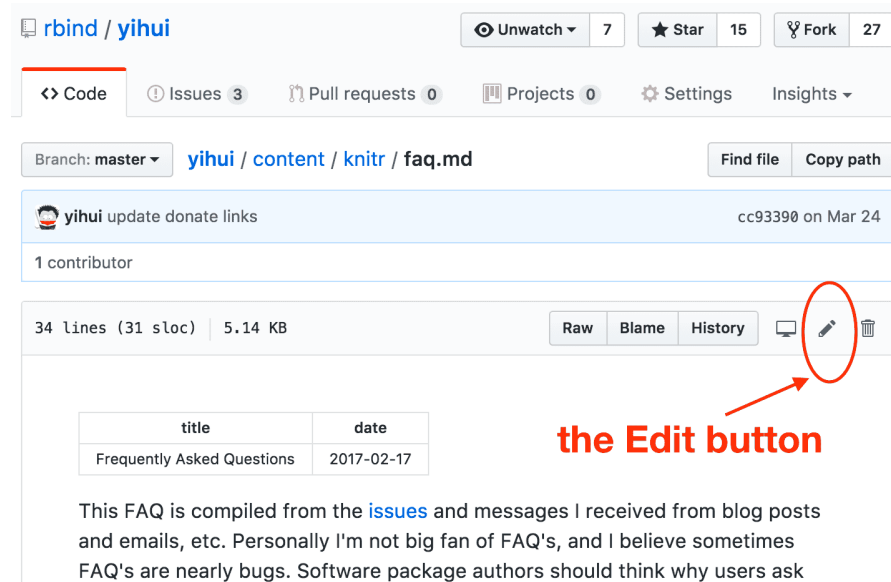 rbind / yihui
Unwatch 7 Star 15 Fork 27
Code Issues 3 Pull requests 0 Projects 0 Settings Insights
Branch: master yihui / content / knitr / faq.md Find file Copy path
yihui update donate links cc93390 on Mar 24
1 contributor
34 lines (31 sloc) 5.14 KB Raw Blame History
title date
the Edit button
Frequently Asked Questions 2017-02-17
This FAQ is compiled from the issues and messages I received from blog posts
and emails, etc. Personally I'm not big fan of FAQ's, and I believe sometimes
FAQ's are nearly bugs. Software package authors should think why users ask